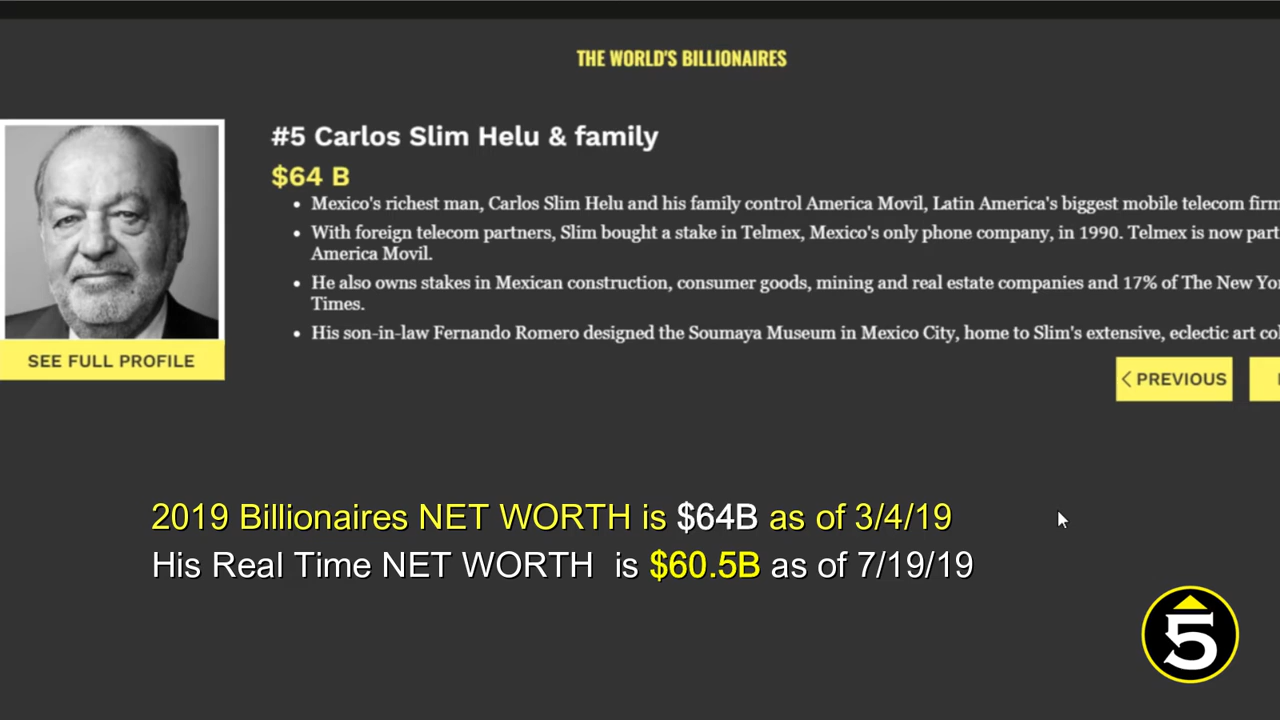 THE WORLD'S BILLIONAIRES
#5 Carlos Slim Helu & family
$64 B
• Mexico's richest man, Carlos Slim Helu and his family control America Movil, Latin America's biggest mobile telecom firm
• With foreign telecom partners, Slim bought a stake in Telmex, Mexico's only phone company, in 1990. Telmex is now part
America Movil.
• He also owns stakes in Mexican construction, consumer goods, mining and real estate companies and 17% of The New
Times.
• His son-in-law Fernando Romero designed the Soumaya Museum in Mexico City, home to Slim's extensive, eclectic art
SEE FULL PROFILE
< PREVIOUS
2019 Billionaires NET WORTH is $64B as of 3/4/19
His Real Time NET WORTH is $60.5B as of 7/19/19
5